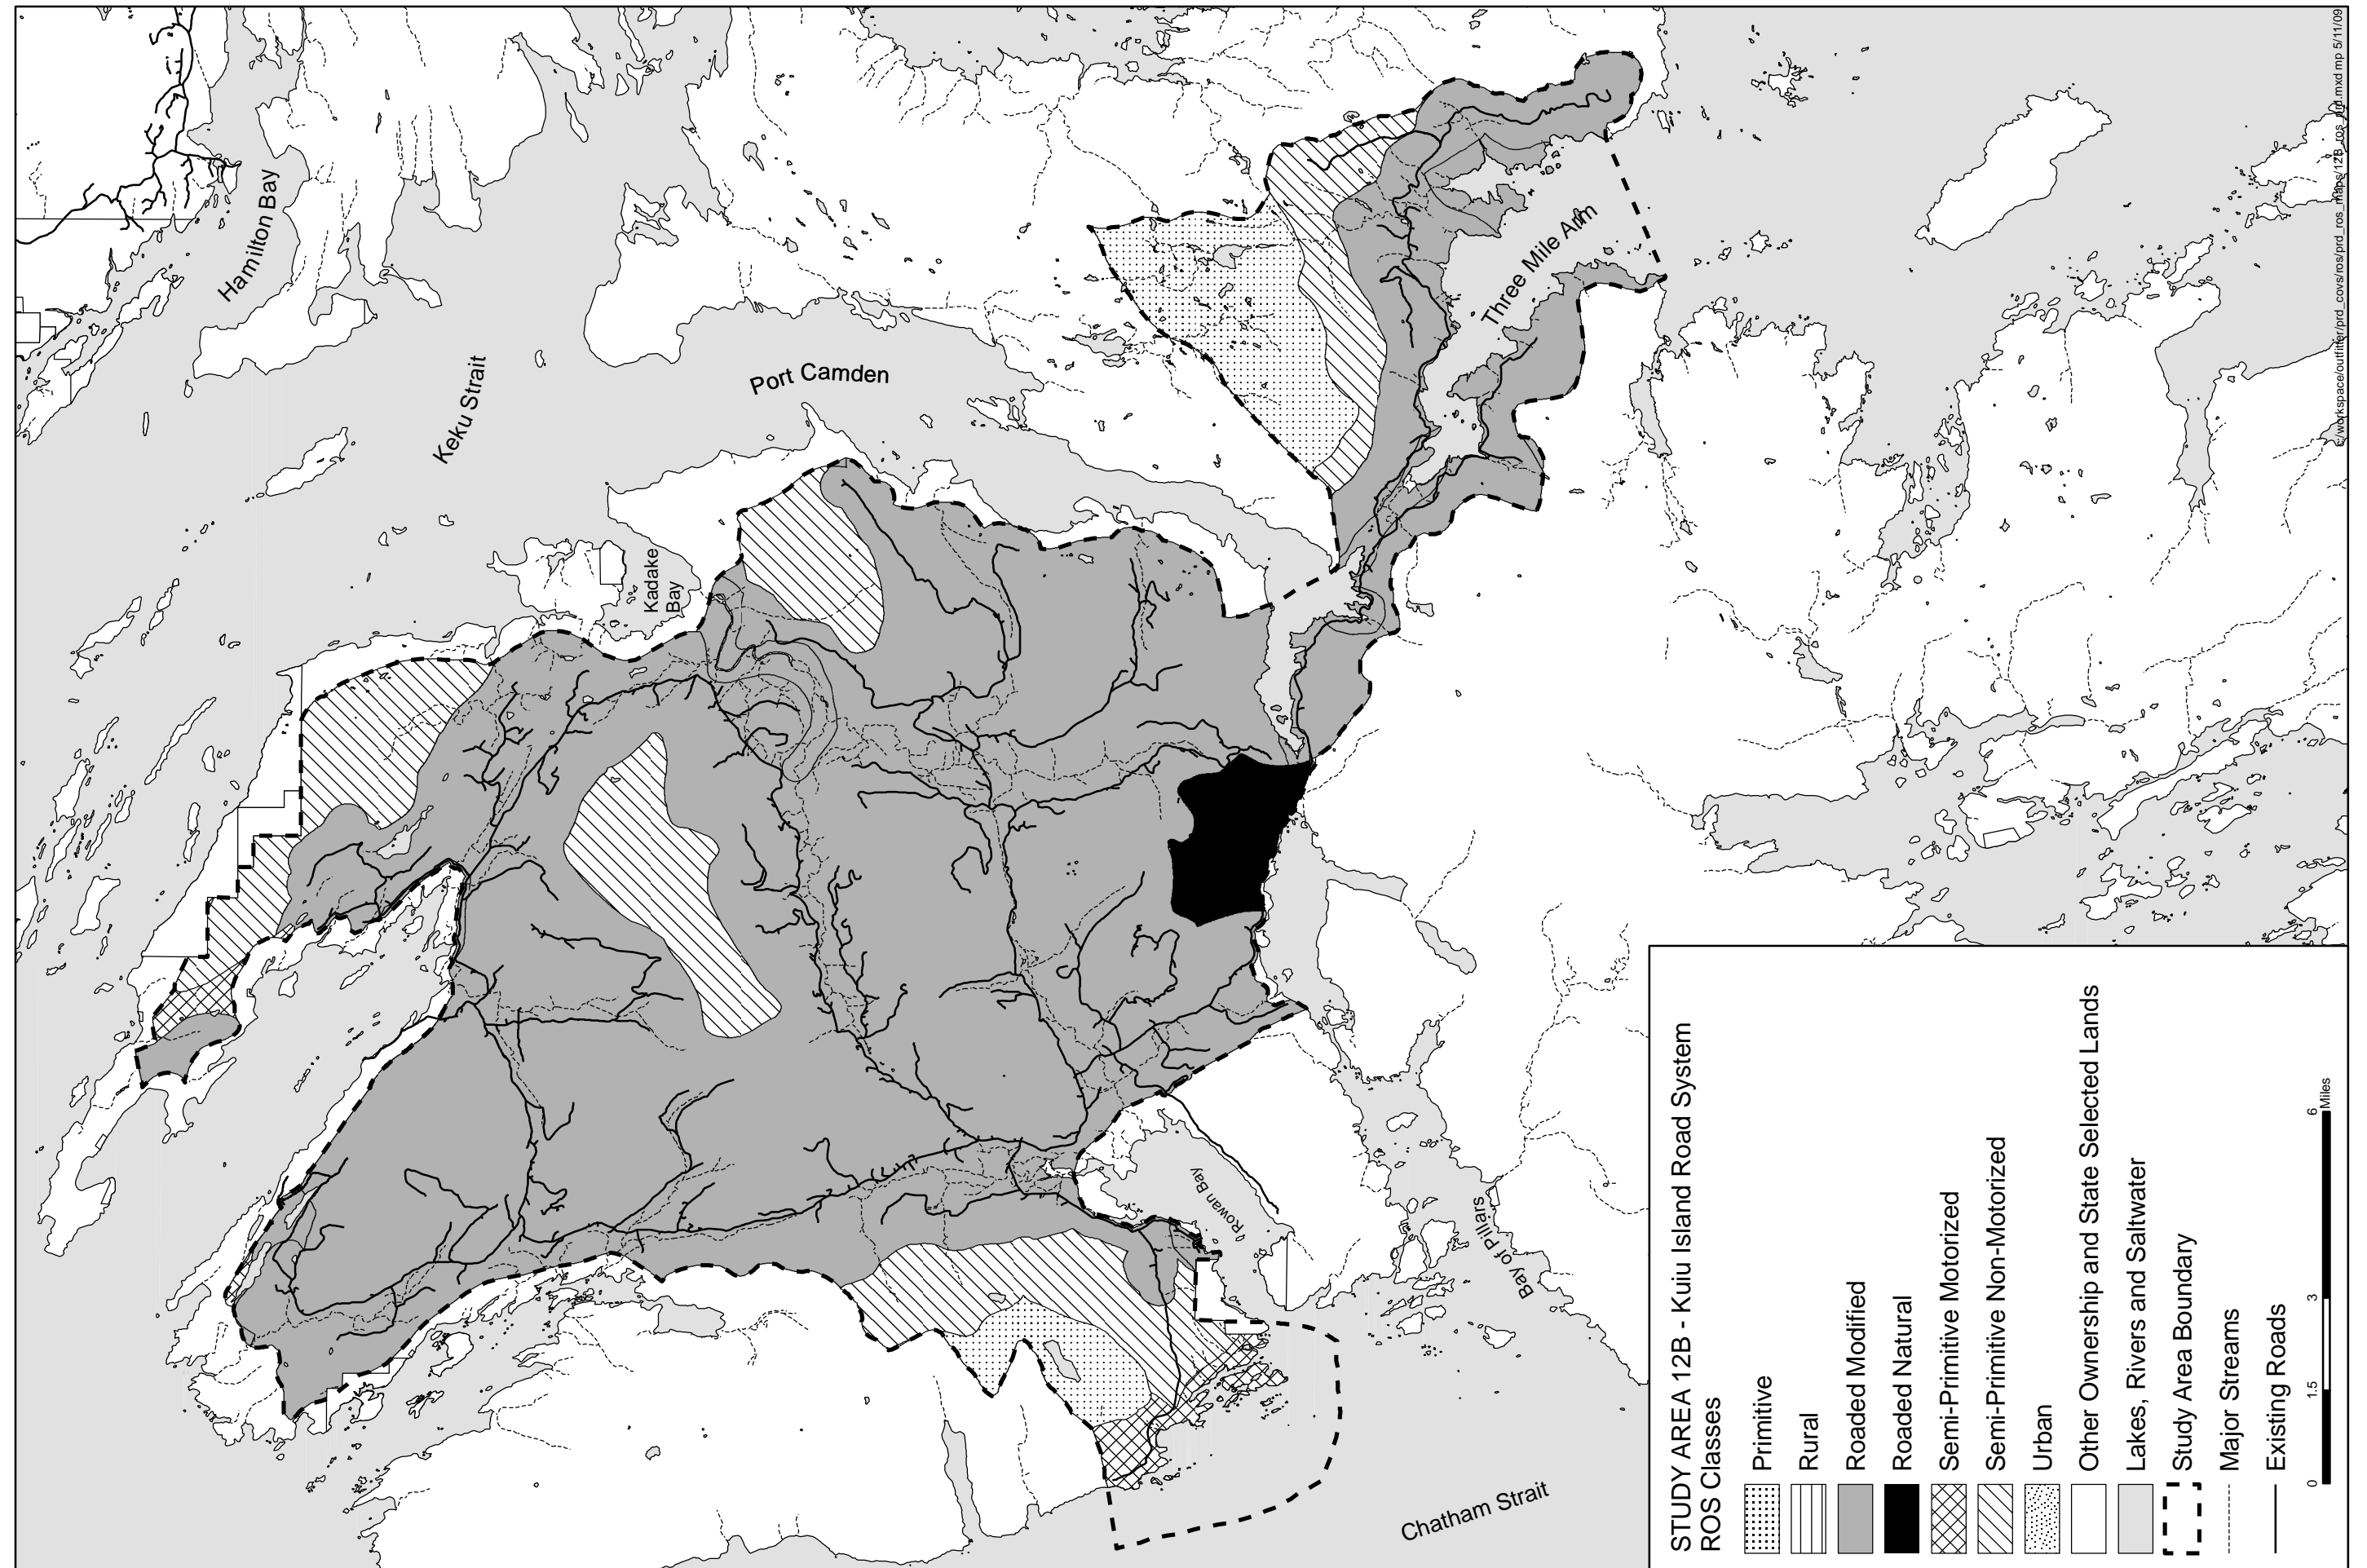 Hamilton Bay
Keku Strait
Port Camden
Kadake
Bay
Three Mile Arm
Rowan Bay
Bay of Pillars
Chatham Strait
STUDY AREA 12B - Kuiu Island Road System
ROS Classes
Primitive
Rural
Roaded Modified
Roaded Natural
Semi-Primitive Motorized
Semi-Primitive Non-Motorized
Urban
Other Ownership and State Selected Lands
Lakes, Rivers and Saltwater
Study Area Boundary
Major Streams
Existing Roads
0 1.5 3 6
Miles